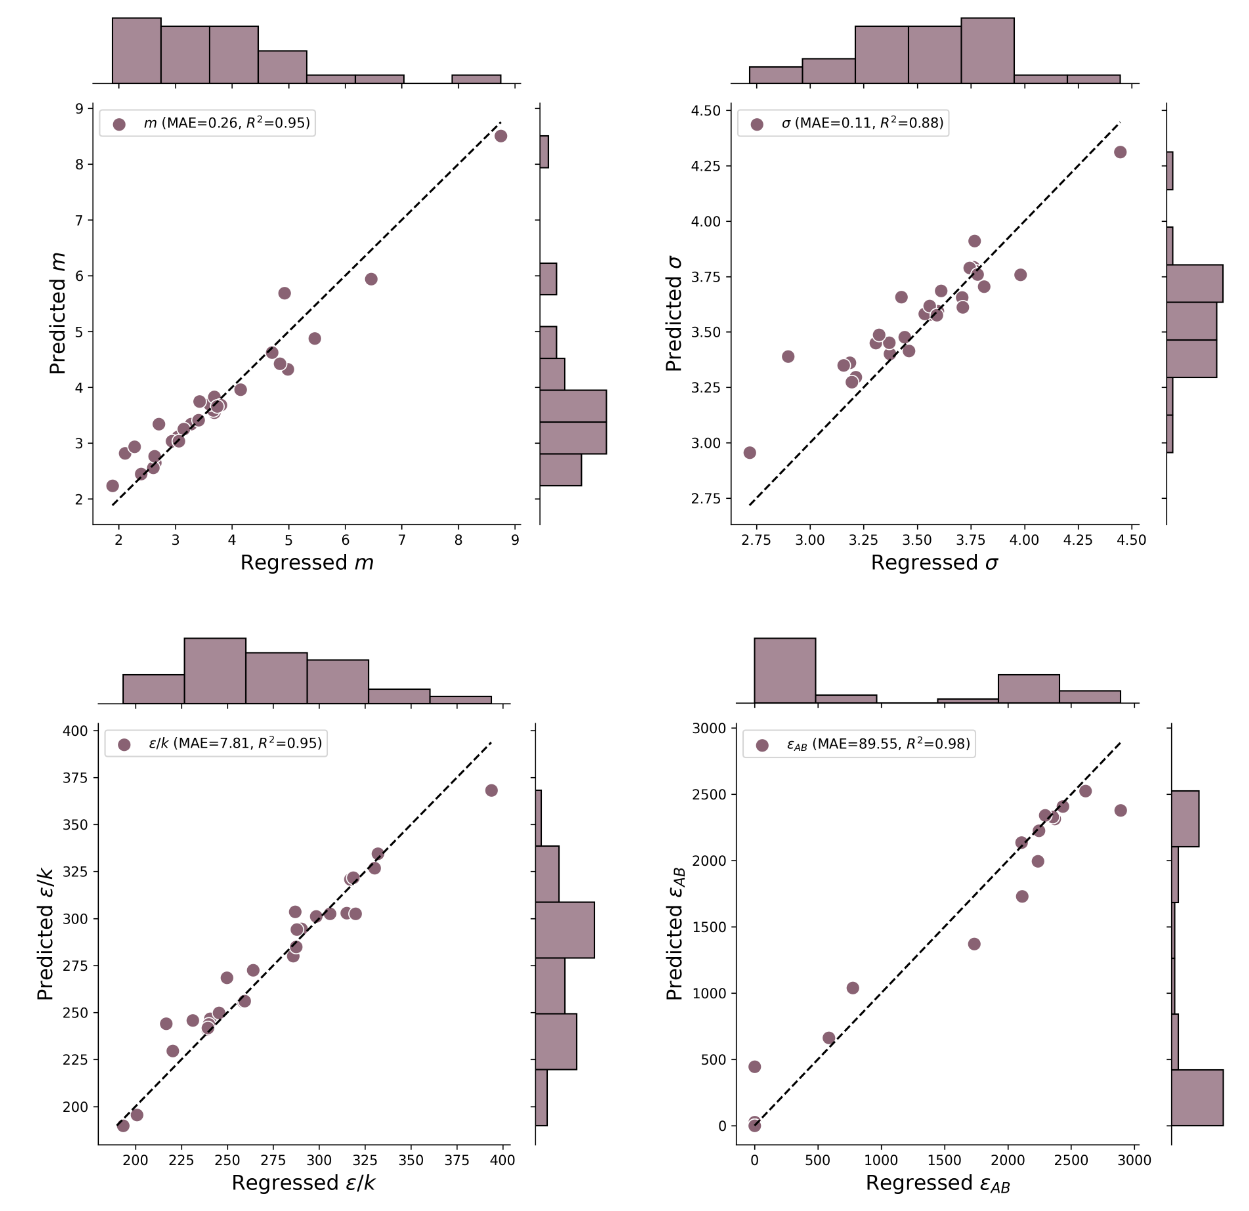 9
8
7
6
5
4
3
2
Predicted m
m (MAE=0.26, R²=0.95)
2 3 4 5 6 7 8 9
Regressed m
4.50
4.25
4.00
3.75
3.50
3.25
3.00
2.75
Predicted σ
σ (MAE=0.11, R²=0.88)
2.75 3.00 3.25 3.50 3.75 4.00 4.25 4.50
Regressed σ
400
375
350
325
300
275
250
225
200
Predicted ε/k
ε/k (MAE=7.81, R²=0.95)
200 225 250 275 300 325 350 375 400
Regressed ε/k
3000
2500
2000
1500
1000
500
0
Predicted ε_AB
ε_AB (MAE=89.55, R²=0.98)
0 500 1000 1500 2000 2500 3000
Regressed ε_AB